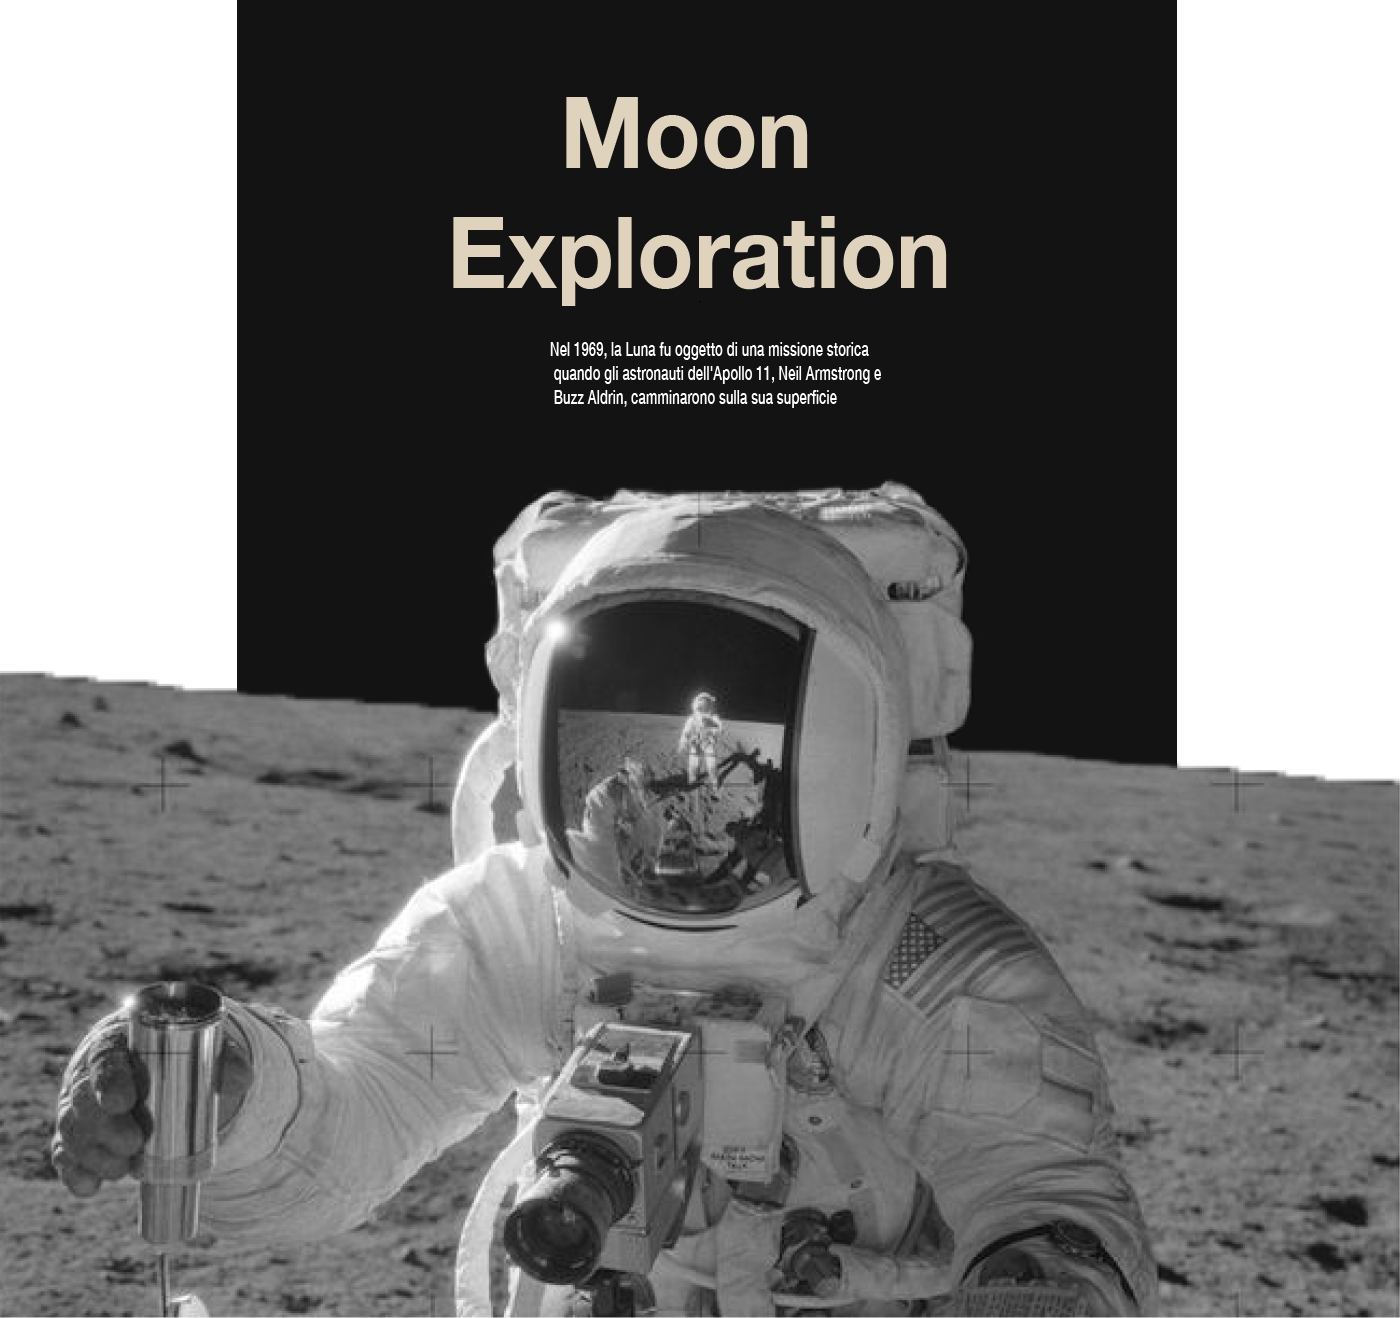 Moon
Exploration
Nel 1969, la Luna fu oggetto di una missione storica
quando gli astronauti dell'Apollo 11, Neil Armstrong e
Buzz Aldrin, camminarono sulla sua superficie